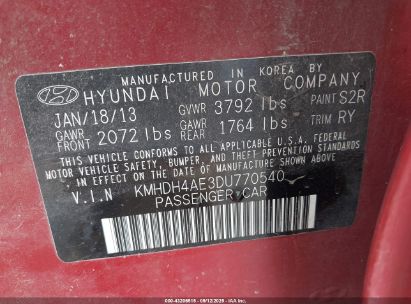 MANUFACTURED IN KOREA BY
HYUNDAI MOTOR COMPANY
JAN/18/13 GVWR 3792 lbs PAINT S2R
GAWR FRONT 2072 lbs GAWR REAR 1764 lbs TRIM RY
THIS VEHICLE CONFORMS TO ALL APPLICABLE U.S.A. FEDERAL
MOTOR VEHICLE SAFETY, BUMPER, AND THEFT PREVENTION
STANDARDS IN EFFECT ON THE DATE OF MANUFACTURE SHOWN ABOVE.
V.I.N KMHDH4AE3DU770540
PASSENGER CAR